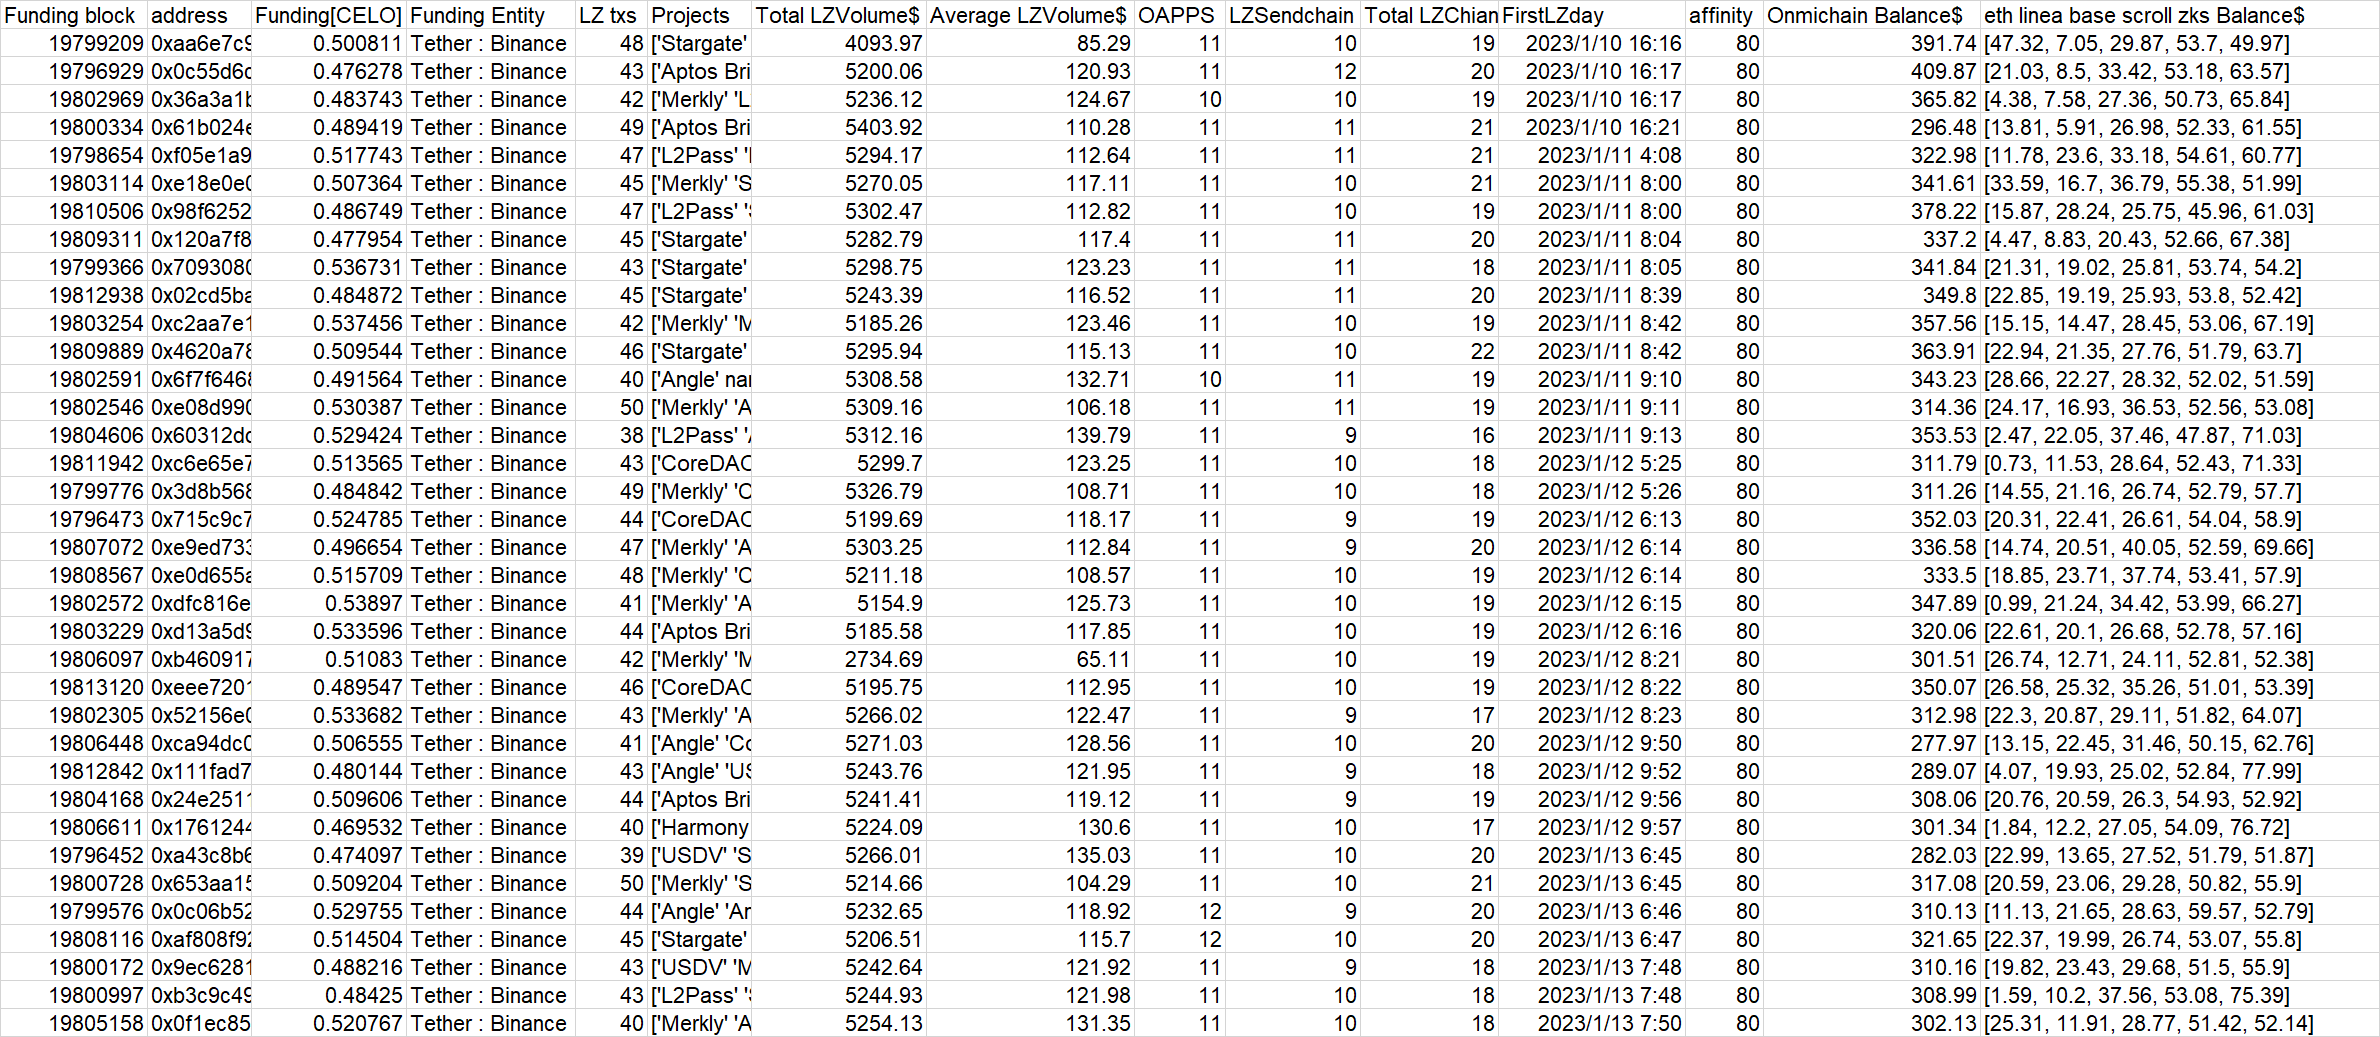 Funding block address Funding[CELO] Funding Entity LZ txs Projects Total LZVolume$ Average LZVolume$ OAPPS LZSendchain Total LZChian FirstLZday affinity Onmichain Balance$ eth linea base scroll zks Balance$
19799209 0xaa6e7c9 0.500811 Tether : Binance 48 ['Stargate' 4093.97 85.29 11 10 19 2023/1/10 16:16 80 391.74 [47.32, 7.05, 29.87, 53.7, 49.97]
19796929 0x0c55d6c 0.476278 Tether : Binance 43 ['Aptos Bri 5200.06 120.93 11 12 20 2023/1/10 16:17 80 409.87 [21.03, 8.5, 33.42, 53.18, 63.57]
19802969 0x36a3a1b 0.483743 Tether : Binance 42 ['Merkly' 'L 5236.12 124.67 10 10 19 2023/1/10 16:17 80 365.82 [4.38, 7.58, 27.36, 50.73, 65.84]
19800334 0x61b024e 0.489419 Tether : Binance 49 ['Aptos Bri 5403.92 110.28 11 11 21 2023/1/10 16:21 80 296.48 [13.81, 5.91, 26.98, 52.33, 61.55]
19798654 0xf05e1a9 0.517743 Tether : Binance 47 ['L2Pass' ' 5294.17 112.64 11 11 21 2023/1/11 4:08 80 322.98 [11.78, 23.6, 33.18, 54.61, 60.77]
19803114 0xe18e0e0 0.507364 Tether : Binance 45 ['Merkly' 'S 5270.05 117.11 11 10 21 2023/1/11 8:00 80 341.61 [33.59, 16.7, 36.79, 55.38, 51.99]
19810506 0x98f6252 0.486749 Tether : Binance 47 ['L2Pass' 'S 5302.47 112.82 11 10 19 2023/1/11 8:00 80 378.22 [15.87, 28.24, 25.75, 45.96, 61.03]
19809311 0x120a7f8 0.477954 Tether : Binance 45 ['Stargate' 5282.79 117.4 11 11 20 2023/1/11 8:04 80 337.2 [4.47, 8.83, 20.43, 52.66, 67.38]
19799366 0x7093080 0.536731 Tether : Binance 43 ['Stargate' 5298.75 123.23 11 11 18 2023/1/11 8:05 80 341.84 [21.31, 19.02, 25.81, 53.74, 54.2]
19812938 0x02cd5ba 0.484872 Tether : Binance 45 ['Stargate' 5243.39 116.52 11 11 20 2023/1/11 8:39 80 349.8 [22.85, 19.19, 25.93, 53.8, 52.42]
19803254 0xc2aa7e1 0.537456 Tether : Binance 42 ['Merkly' 'M 5185.26 123.46 11 10 19 2023/1/11 8:42 80 357.56 [15.15, 14.47, 28.45, 53.06, 67.19]
19809889 0x4620a78 0.509544 Tether : Binance 46 ['Stargate' 5295.94 115.13 11 10 22 2023/1/11 8:42 80 363.91 [22.94, 21.35, 27.76, 51.79, 63.7]
19802591 0x6f7f6468 0.491564 Tether : Binance 40 ['Angle' nar 5308.58 132.71 10 11 19 2023/1/11 9:10 80 343.23 [28.66, 22.27, 28.32, 52.02, 51.59]
19802546 0xe08d990 0.530387 Tether : Binance 50 ['Merkly' 'A 5309.16 106.18 11 11 19 2023/1/11 9:11 80 314.36 [24.17, 16.93, 36.53, 52.56, 53.08]
19804606 0x60312dc 0.529424 Tether : Binance 38 ['L2Pass' 'A 5312.16 139.79 11 9 16 2023/1/11 9:13 80 353.53 [2.47, 22.05, 37.46, 47.87, 71.03]
19811942 0xc6e65e7 0.513565 Tether : Binance 43 ['CoreDAO 5299.7 123.25 11 10 18 2023/1/12 5:25 80 311.79 [0.73, 11.53, 28.64, 52.43, 71.33]
19799776 0x3d8b568 0.484842 Tether : Binance 49 ['Merkly' 'C 5326.79 108.71 11 10 18 2023/1/12 5:26 80 311.26 [14.55, 21.16, 26.74, 52.79, 57.7]
19796473 0x715c9c7 0.524785 Tether : Binance 44 ['CoreDAO 5199.69 118.17 11 9 19 2023/1/12 6:13 80 352.03 [20.31, 22.41, 26.61, 54.04, 58.9]
19807072 0xe9ed733 0.496654 Tether : Binance 47 ['Merkly' 'A 5303.25 112.84 11 9 20 2023/1/12 6:14 80 336.58 [14.74, 20.51, 40.05, 52.59, 69.66]
19808567 0xe0d655a 0.515709 Tether : Binance 48 ['Merkly' 'C 5211.18 108.57 11 10 19 2023/1/12 6:14 80 333.5 [18.85, 23.71, 37.74, 53.41, 57.9]
19802572 0xdfc816e 0.53897 Tether : Binance 41 ['Merkly' 'A 5154.9 125.73 11 10 19 2023/1/12 6:15 80 347.89 [0.99, 21.24, 34.42, 53.99, 66.27]
19803229 0xd13a5d9 0.533596 Tether : Binance 44 ['Aptos Bri 5185.58 117.85 11 10 19 2023/1/12 6:16 80 320.06 [22.61, 20.1, 26.68, 52.78, 57.16]
19806097 0xb460917 0.51083 Tether : Binance 42 ['Merkly' 'M 2734.69 65.11 11 10 19 2023/1/12 8:21 80 301.51 [26.74, 12.71, 24.11, 52.81, 52.38]
19813120 0xeee7201 0.489547 Tether : Binance 46 ['CoreDAO 5195.75 112.95 11 10 19 2023/1/12 8:22 80 350.07 [26.58, 25.32, 35.26, 51.01, 53.39]
19802305 0x52156e0 0.533682 Tether : Binance 43 ['Merkly' 'A 5266.02 122.47 11 9 17 2023/1/12 8:23 80 312.98 [22.3, 20.87, 29.11, 51.82, 64.07]
19806448 0xca94dc0 0.506555 Tether : Binance 41 ['Angle' 'Co 5271.03 128.56 11 10 20 2023/1/12 9:50 80 277.97 [13.15, 22.45, 31.46, 50.15, 62.76]
19812842 0x111fad7 0.480144 Tether : Binance 43 ['Angle' 'US 5243.76 121.95 11 9 18 2023/1/12 9:52 80 289.07 [4.07, 19.93, 25.02, 52.84, 77.99]
19804168 0x24e2511 0.509606 Tether : Binance 44 ['Aptos Bri 5241.41 119.12 11 9 19 2023/1/12 9:56 80 308.06 [20.76, 20.59, 26.3, 54.93, 52.92]
19806611 0x1761244 0.469532 Tether : Binance 40 ['Harmony 5224.09 130.6 11 10 17 2023/1/12 9:57 80 301.34 [1.84, 12.2, 27.05, 54.09, 76.72]
19796452 0xa43c8b6 0.474097 Tether : Binance 39 ['USDV' 'S 5266.01 135.03 11 10 20 2023/1/13 6:45 80 282.03 [22.99, 13.65, 27.52, 51.79, 51.87]
19800728 0x653aa15 0.509204 Tether : Binance 50 ['Merkly' 'S 5214.66 104.29 11 10 21 2023/1/13 6:45 80 317.08 [20.59, 23.06, 29.28, 50.82, 55.9]
19799576 0x0c06b52 0.529755 Tether : Binance 44 ['Angle' 'Ar 5232.65 118.92 12 9 20 2023/1/13 6:46 80 310.13 [11.13, 21.65, 28.63, 59.57, 52.79]
19808116 0xaf808f92 0.514504 Tether : Binance 45 ['Stargate' 5206.51 115.7 12 10 20 2023/1/13 6:47 80 321.65 [22.37, 19.99, 26.74, 53.07, 55.8]
19800172 0x9ec6281 0.488216 Tether : Binance 43 ['USDV' 'M 5242.64 121.92 11 9 18 2023/1/13 7:48 80 310.16 [19.82, 23.43, 29.68, 51.5, 55.9]
19800997 0xb3c9c49 0.48425 Tether : Binance 43 ['L2Pass' 'S 5244.93 121.98 11 10 18 2023/1/13 7:48 80 308.99 [1.59, 10.2, 37.56, 53.08, 75.39]
19805158 0x0f1ec85 0.520767 Tether : Binance 40 ['Merkly' 'A 5254.13 131.35 11 10 18 2023/1/13 7:50 80 302.13 [25.31, 11.91, 28.77, 51.42, 52.14]